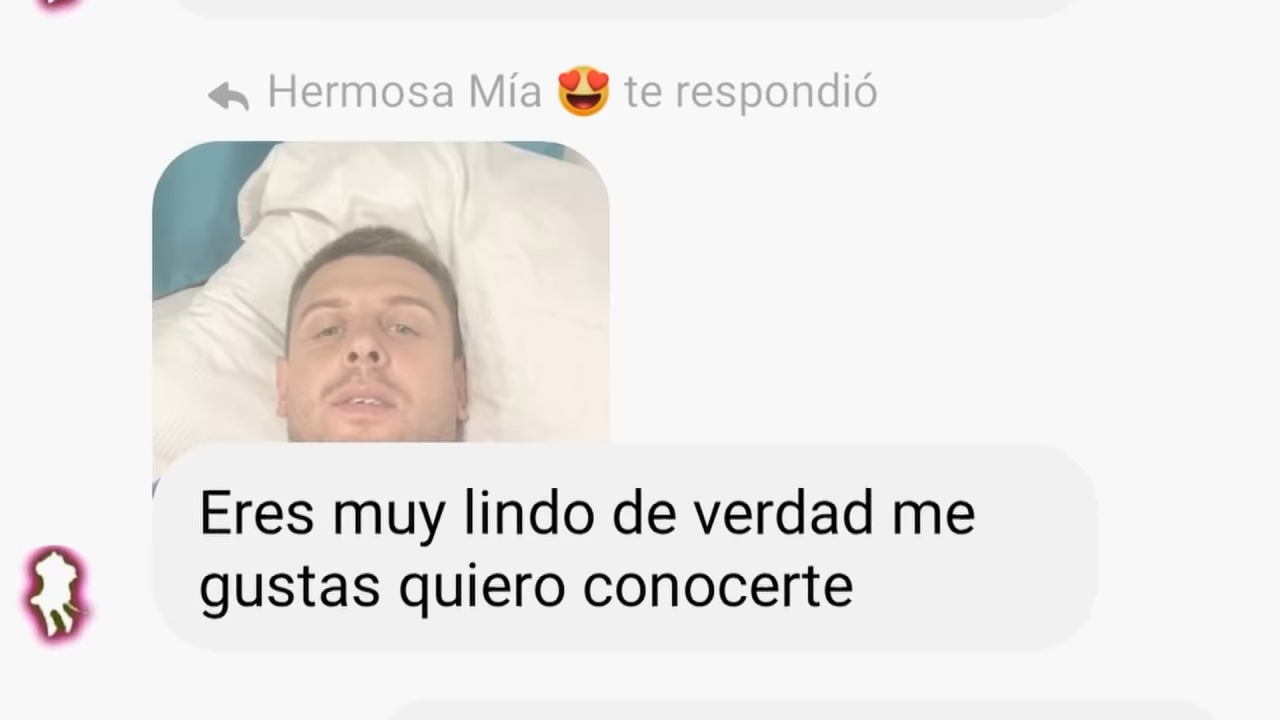 Hermosa Mía 😍 te respondió
Eres muy lindo de verdad me
gustas quiero conocerte